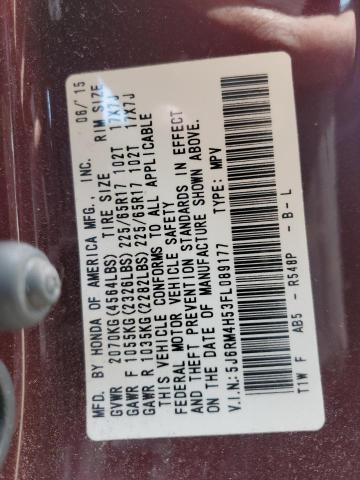 MFD. BY HONDA OF AMERICA MFG., INC. 06/15
GVWR 2070KG(4564LBS) TIRE SIZE RIM SIZE
GAWR F 1055KG(2326LBS) 225/65R17 102T 17X7J
GAWR R 1035KG(2282LBS) 225/65R17 102T 17X7J
THIS VEHICLE CONFORMS TO ALL APPLICABLE
FEDERAL MOTOR VEHICLE SAFETY
AND THEFT PREVENTION STANDARDS IN EFFECT
ON THE DATE OF MANUFACTURE SHOWN ABOVE.
V.I.N.: 5J6RM4H53FL089177 TYPE: MPV
T1W F AB5 - R548P - B - L